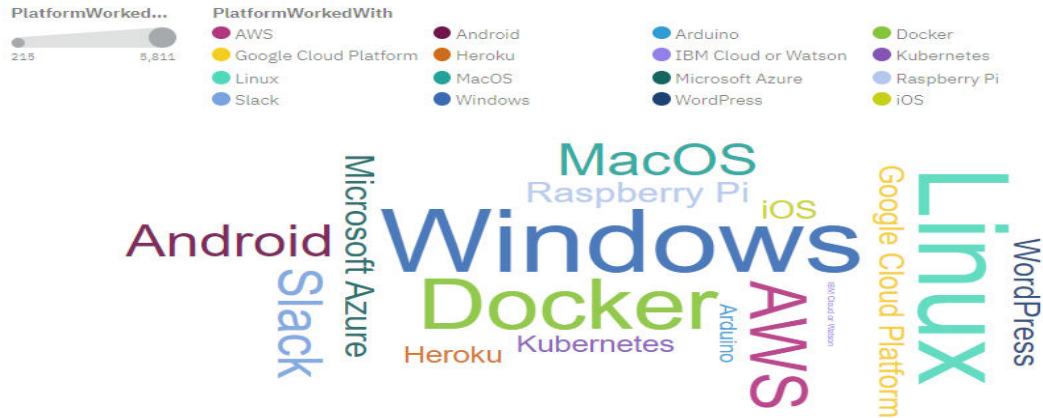 PlatformWorked...
215 5,811
PlatformWorkedWith
AWS Android Arduino Docker
Google Cloud Platform Heroku IBM Cloud or Watson Kubernetes
Linux MacOS Microsoft Azure Raspberry Pi
Slack Windows WordPress iOS
MacOS
Raspberry Pi
iOS
Android
Microsoft Azure
Windows
Google Cloud Platform
Linux
WordPress
Slack
Docker
Arduino
AWS
IBM Cloud or Watson
Heroku
Kubernetes